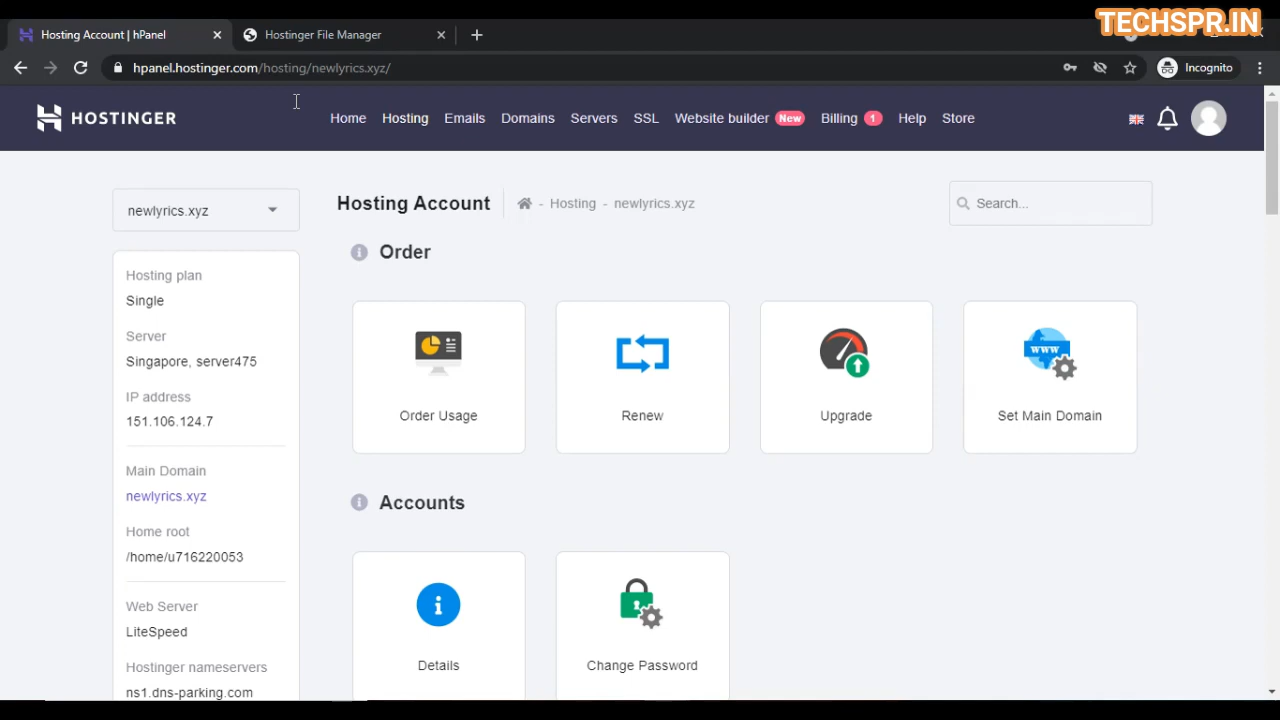 TECHSPR.IN
Hosting Account | hPanel
Hostinger File Manager
hpanel.hostinger.com/hosting/newlyrics.xyz/
Incognito
HOSTINGER
Home Hosting Emails Domains Servers SSL Website builder New Billing 1 Help Store
newlyrics.xyz
Hosting Account
- Hosting - newlyrics.xyz
Search...
Hosting plan
Single
Server
Singapore, server475
IP address
151.106.124.7
Main Domain
newlyrics.xyz
Home root
/home/u716220053
Web Server
LiteSpeed
Hostinger nameservers
ns1.dns-parking.com
Order
Order Usage
Renew
Upgrade
www
Set Main Domain
Accounts
Details
Change Password